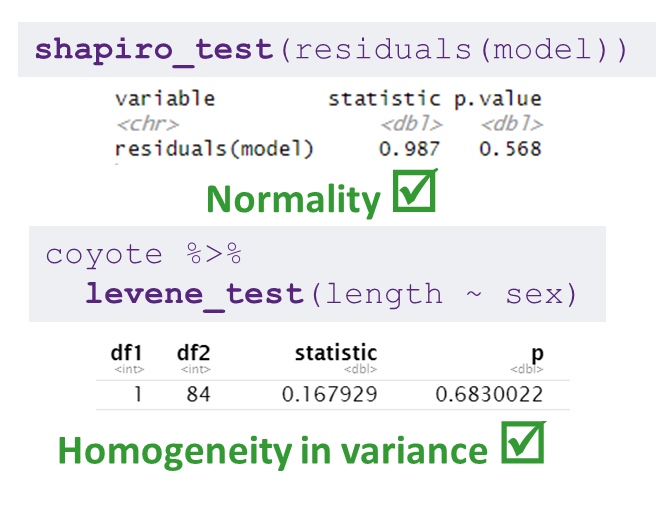 shapiro_test(residuals(model))
variable statistic p.value
<chr> <dbl> <dbl>
residuals(model) 0.987 0.568
Normality
coyote %>%
levene_test(length ~ sex)
df1 df2 statistic p
<int> <int> <dbl> <dbl>
1 84 0.167929 0.6830022
Homogeneity in variance